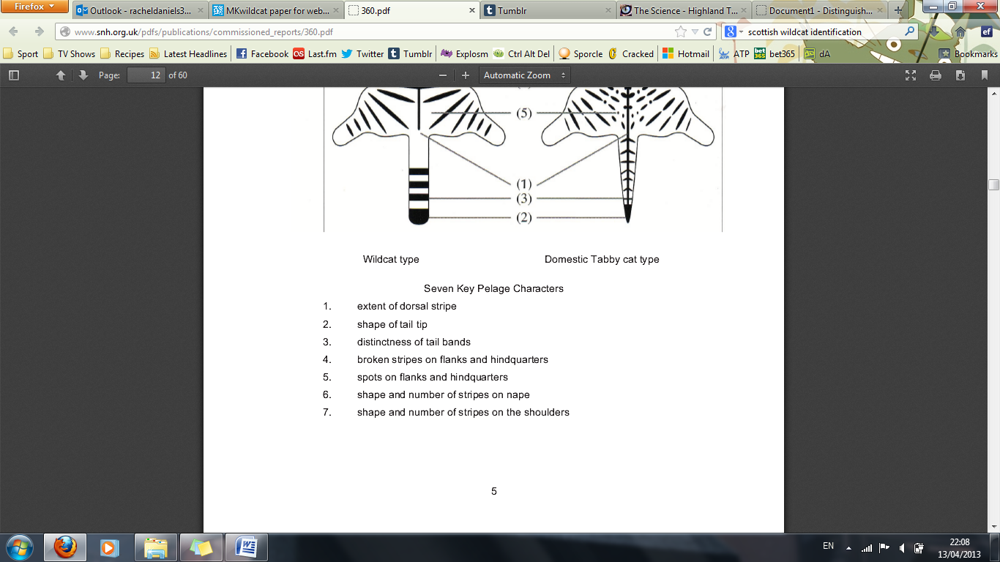 Firefox
Outlook - racheldaniels3...
MKwildcat paper for web...
360.pdf
Tumblr
The Science - Highland T...
Document1 - Distinguish...
www.snh.org.uk/pdfs/publications/commissioned_reports/360.pdf
scottish wildcat identification
Sport TV Shows Recipes Latest Headlines Facebook Last.fm Twitter Tumblr Explosm Ctrl Alt Del Sporcle Cracked Hotmail ATP bet365 dA Bookmarks
Page: 12 of 60
Automatic Zoom
(5)
(1)
(3)
(2)
Wildcat type Domestic Tabby cat type
Seven Key Pelage Characters
1. extent of dorsal stripe
2. shape of tail tip
3. distinctness of tail bands
4. broken stripes on flanks and hindquarters
5. spots on flanks and hindquarters
6. shape and number of stripes on nape
7. shape and number of stripes on the shoulders
5
EN
22:08
13/04/2013